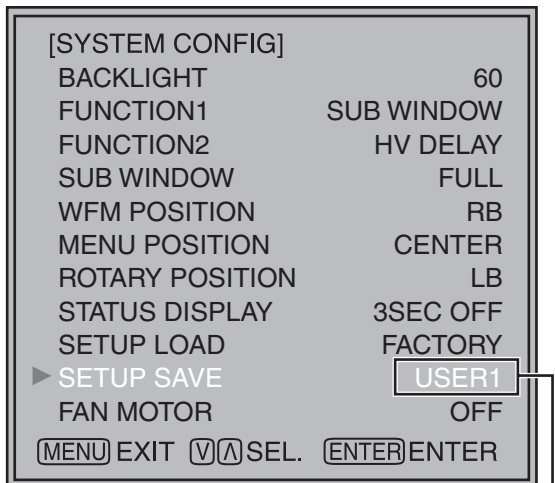 [SYSTEM CONFIG]
BACKLIGHT 60
FUNCTION1 SUB WINDOW
FUNCTION2 HV DELAY
SUB WINDOW FULL
WFM POSITION RB
MENU POSITION CENTER
ROTARY POSITION LB
STATUS DISPLAY 3SEC OFF
SETUP LOAD FACTORY
▶ SETUP SAVE USER1
FAN MOTOR OFF
MENU EXIT V Λ SEL. ENTER ENTER